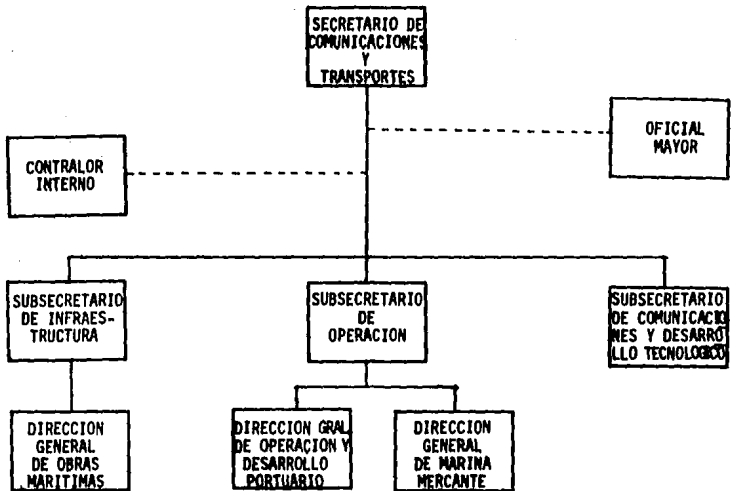 SECRETARIO DE
COMUNICACIONES
Y
TRANSPORTES
OFICIAL
MAYOR
CONTRALOR
INTERNO
SUBSECRETARIO
DE INFRAES-
TRUCTURA
SUBSECRETARIO
DE
OPERACION
SUBSECRETARIO
DE COMUNICACIO
NES Y DESARRO
LLO TECNOLOGICO
DIRECCION
GENERAL
DE OBRAS
MARITIMAS
DIRECCION GRAL
DE OPERACION Y
DESARROLLO
PORTUARIO
DIRECCION
GENERAL
DE MARINA
MERCANTE